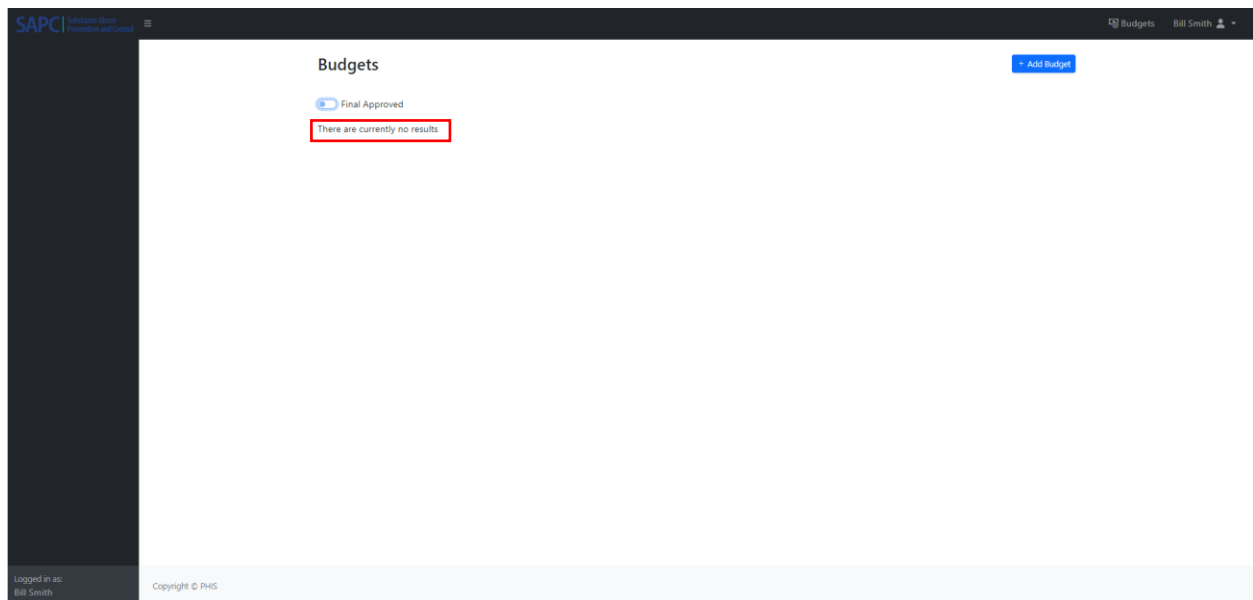 SAPC Substance Abuse Prevention and Control
Budgets Bill Smith
Budgets
+ Add Budget
Final Approved
There are currently no results
Logged in as:
Bill Smith
Copyright © PHIS